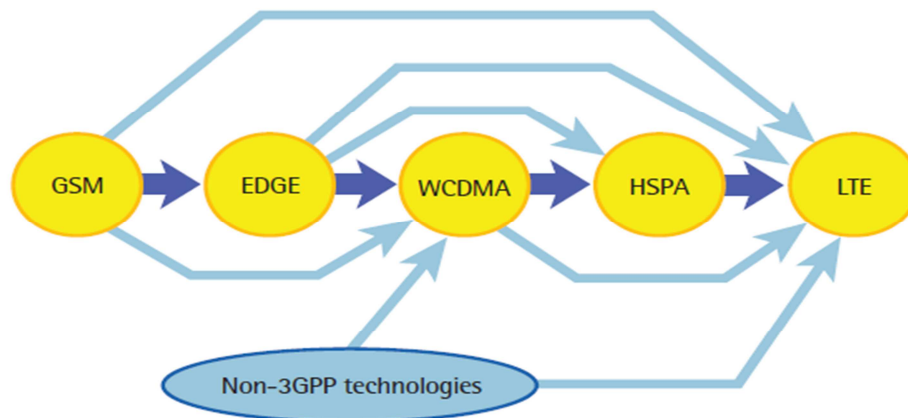 GSM
EDGE
WCDMA
HSPA
LTE
Non-3GPP technologies